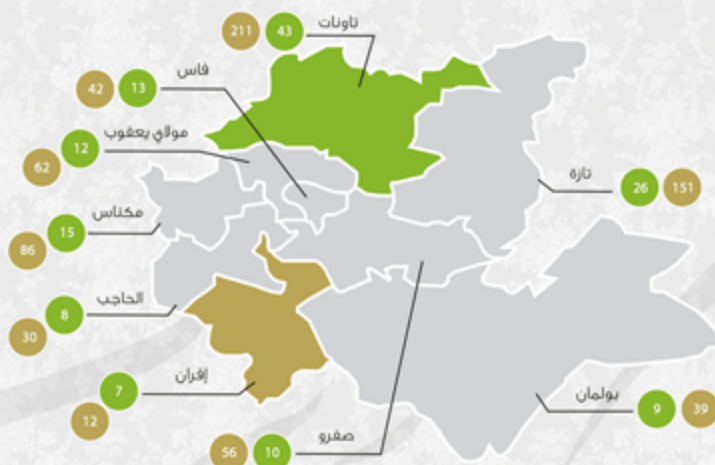 تاونات
43
211
فاس
13
42
مولاي يعقوب
12
62
تازة
26
151
مكناس
15
86
الحاجب
8
30
إفران
7
12
بولمان
9
39
صفرو
10
56